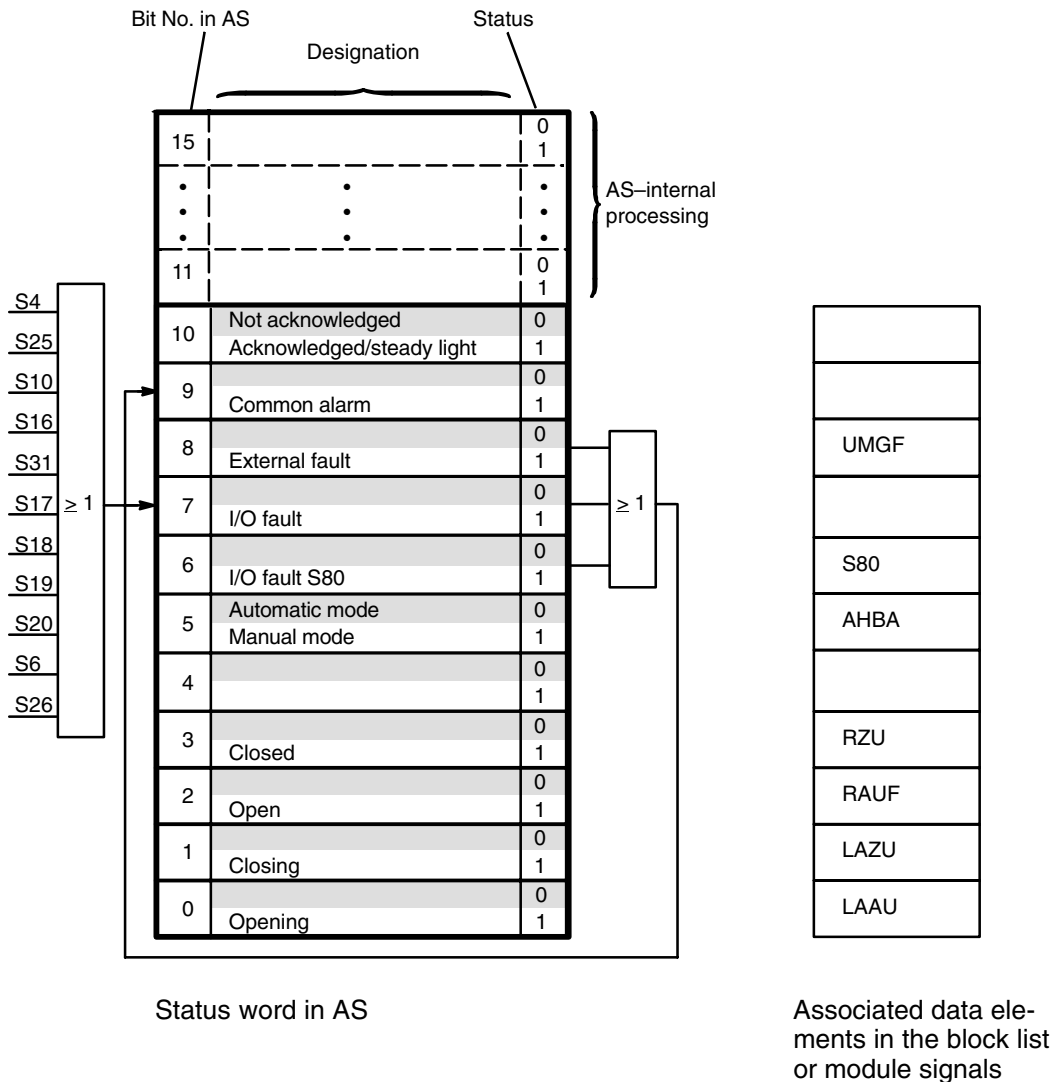 Bit No. in AS
Status
Designation
15
0
1
AS–internal
processing
11
0
1
S4
S25
S10
S16
S31
S17
S18
S19
S20
S6
S26
≥ 1
10
Not acknowledged
0
Acknowledged/steady light
1
9
0
Common alarm
1
8
0
External fault
1
UMGF
7
0
I/O fault
1
≥ 1
6
0
I/O fault S80
1
S80
5
Automatic mode
0
Manual mode
1
AHBA
4
0
1
3
0
Closed
1
RZU
2
0
Open
1
RAUF
1
0
Closing
1
LAZU
0
0
Opening
1
LAAU
Status word in AS
Associated data ele-
ments in the block list
or module signals